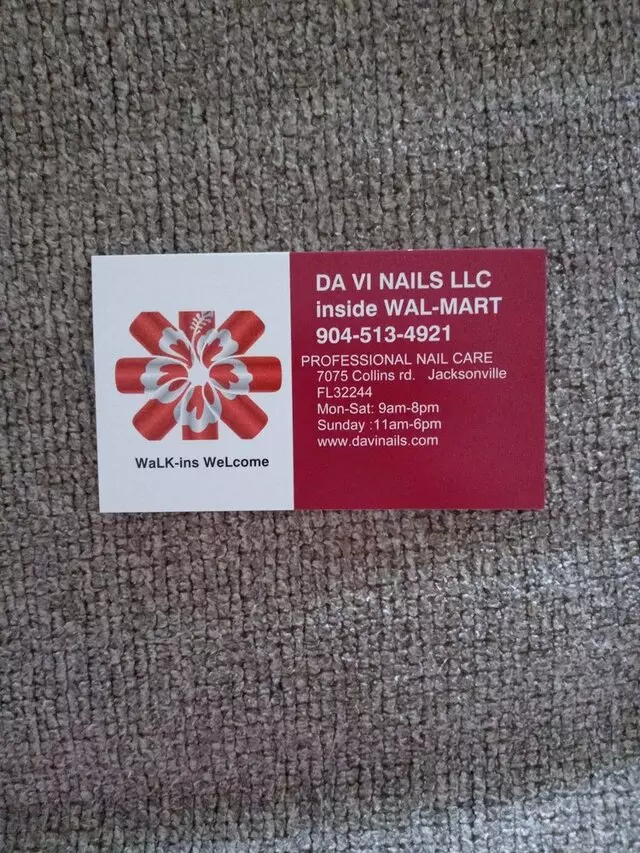 DA VI NAILS LLC
inside WAL-MART
904-513-4921
PROFESSIONAL NAIL CARE
7075 Collins rd. Jacksonville
FL32244
Mon-Sat: 9am-8pm
Sunday :11am-6pm
www.davinails.com
WaLK-ins WeLcome